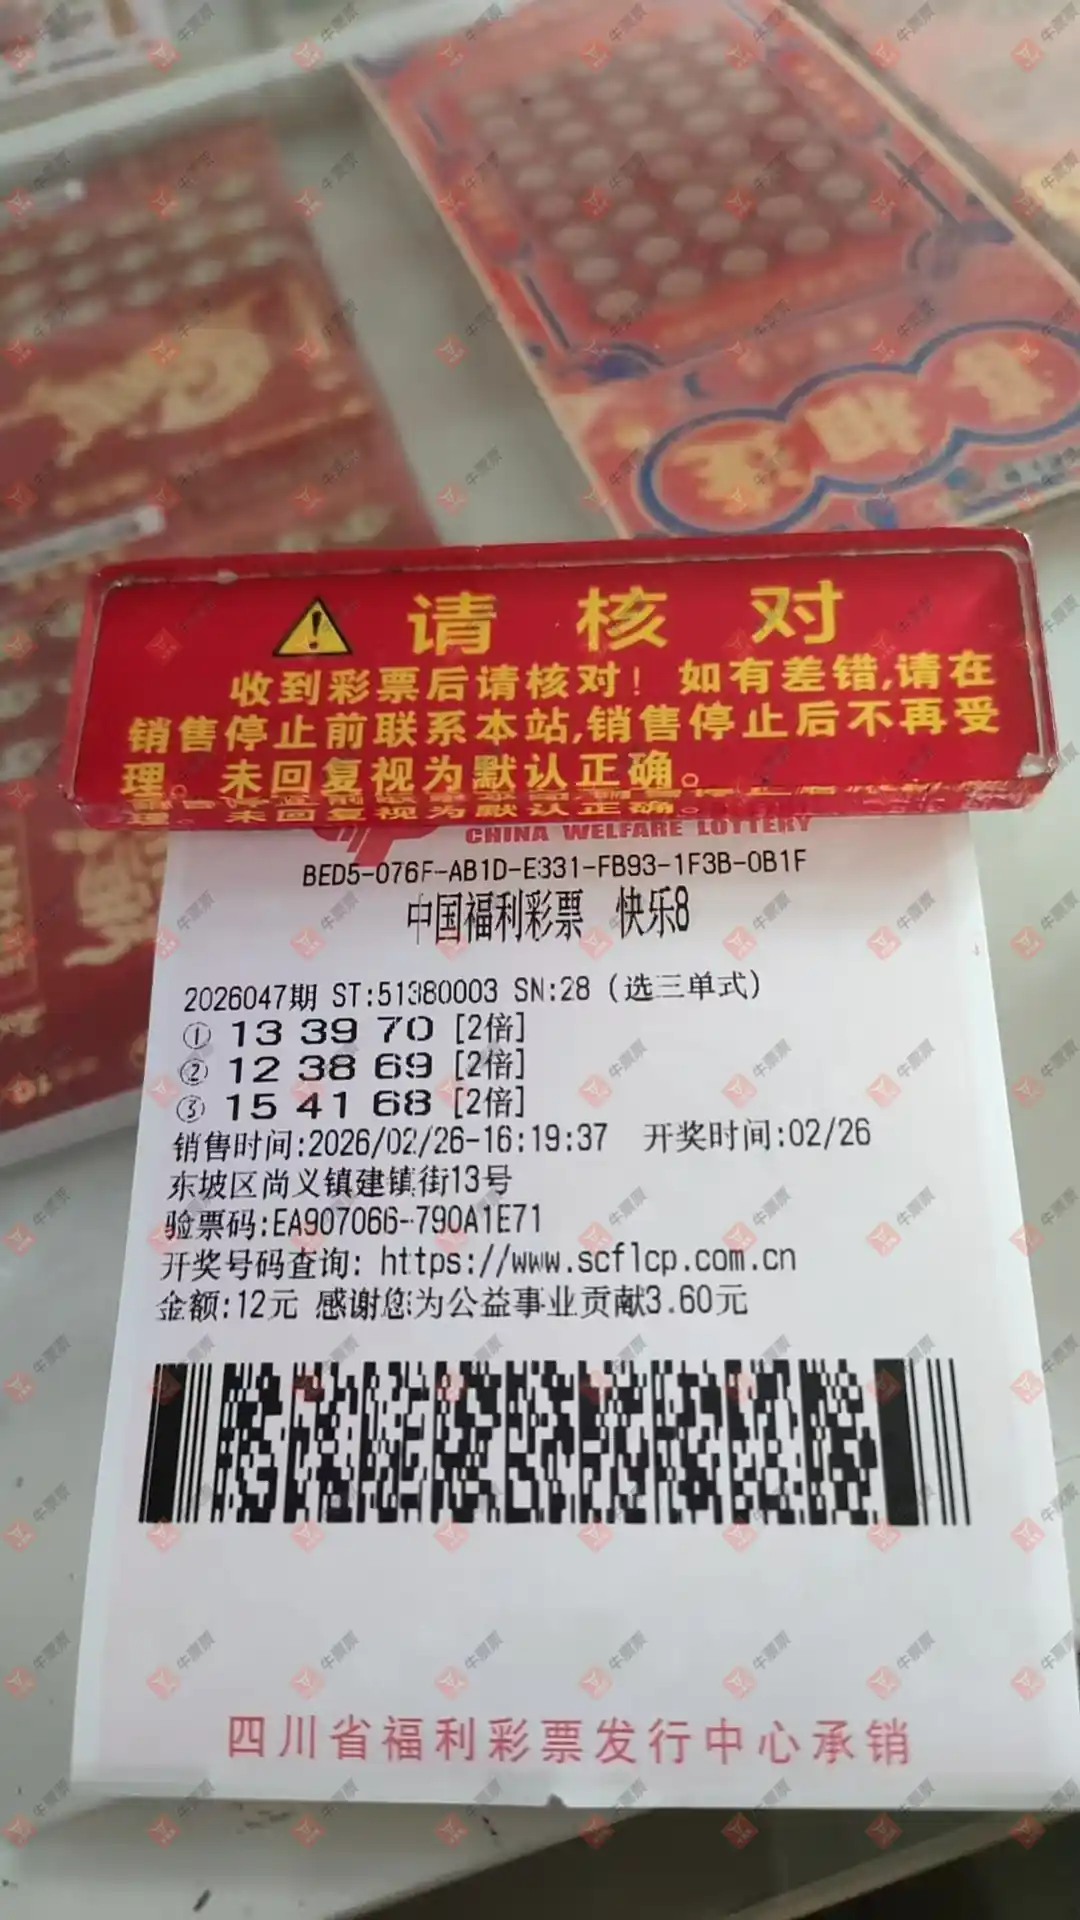 请核对
收到彩票后请核对！如有差错,请在
销售停止前联系本站,销售停止后不再受
理。未回复视为默认正确。
CHINA WELFARE LOTTERY
BED5-076F-AB1D-E331-FB93-1F3B-0B1F
中国福利彩票 快乐8
2026047期 ST:51380003 SN:28 (选三单式)
① 13 39 70 [2倍]
② 12 38 69 [2倍]
③ 15 41 68 [2倍]
销售时间:2026/02/26-16:19:37 开奖时间:02/26
东坡区尚义镇建镇街13号
验票码:EA907066-790A1E71
开奖号码查询: https://www.scflcp.com.cn
金额:12元 感谢您为公益事业贡献3.60元
四川省福利彩票发行中心承销
牛票票